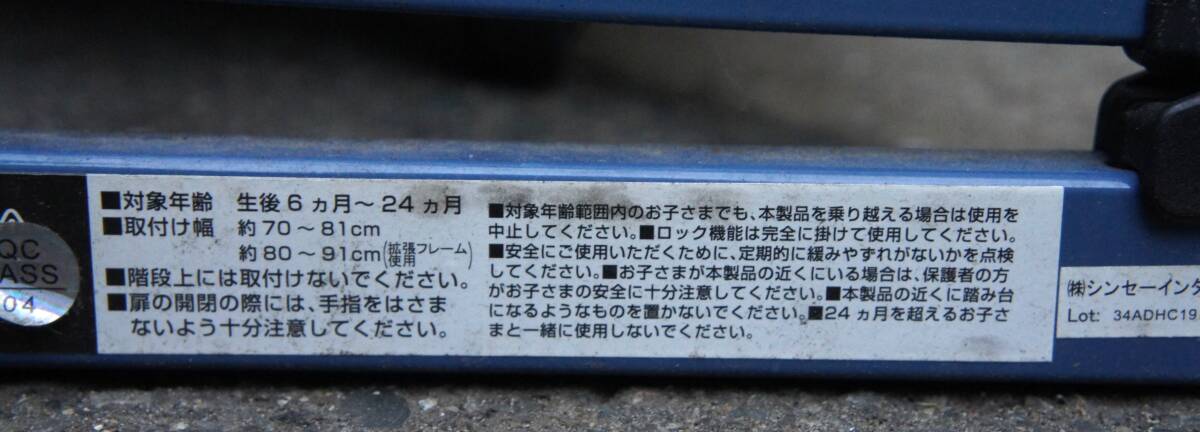 QC
ASS
04
■対象年齢 生後6ヵ月〜24ヵ月
■取付け幅 約70〜81cm
約80〜91cm(拡張フレーム使用)
■階段上には取付けないでください。
■扉の開閉の際には、手指をはさま
ないよう十分注意してください。
■対象年齢範囲内のお子さまでも、本製品を乗り越える場合は使用を
中止してください。■ロック機能は完全に掛けて使用してください。
■安全にご使用いただくために、定期的に緩みやずれがないかを点検
してください。■お子さまが本製品の近くにいる場合は、保護者の方
がお子さまの安全に十分注意してください。■本製品の近くに踏み台
になるようなものを置かないでください。■24ヵ月を超えるお子さ
まと一緒に使用しないでください。
㈱シンセーインタ
Lot: 34ADHC19